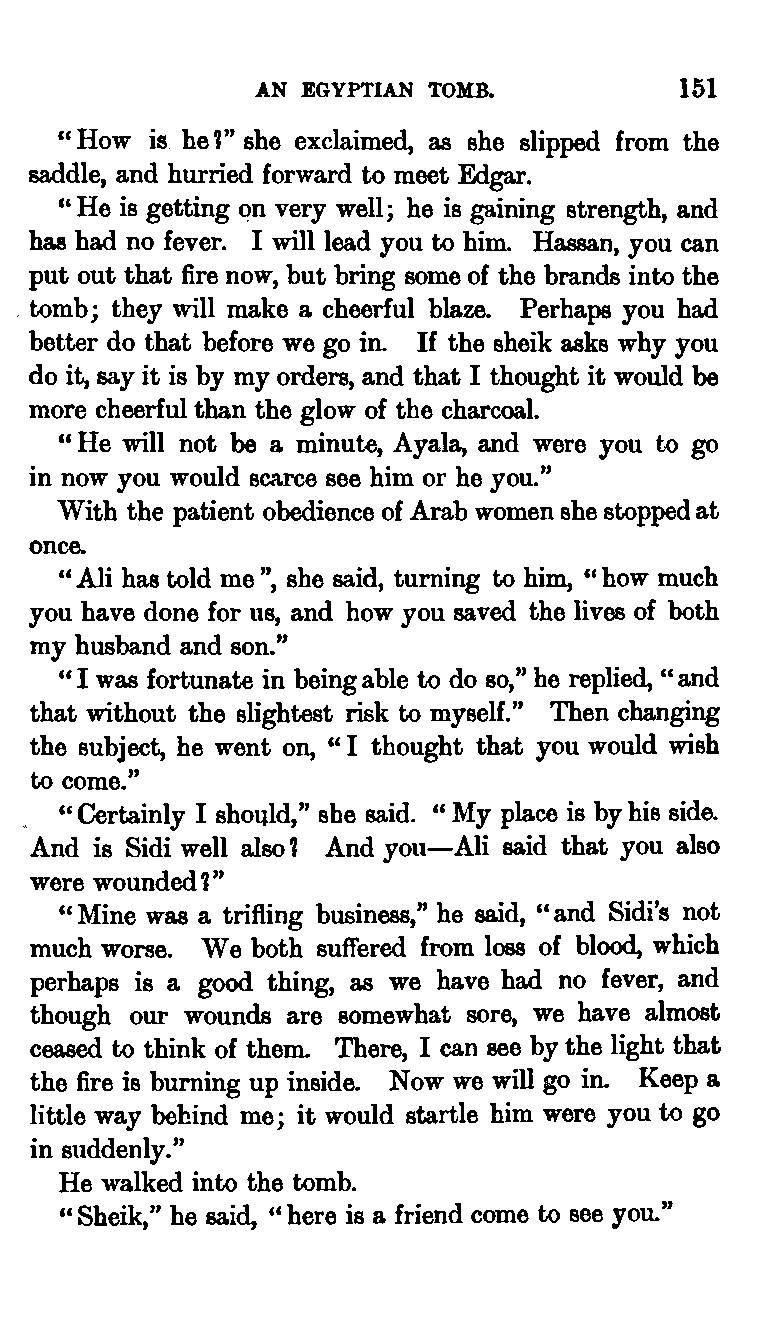 AN EGYPTIAN TOMB. 151
"How is he?" she exclaimed, as she slipped from the
saddle, and hurried forward to meet Edgar.
"He is getting on very well; he is gaining strength, and
has had no fever. I will lead you to him. Hassan, you can
put out that fire now, but bring some of the brands into the
tomb; they will make a cheerful blaze. Perhaps you had
better do that before we go in. If the sheik asks why you
do it, say it is by my orders, and that I thought it would be
more cheerful than the glow of the charcoal.
"He will not be a minute, Ayala, and were you to go
in now you would scarce see him or he you."
With the patient obedience of Arab women she stopped at
once.
"Ali has told me", she said, turning to him, "how much
you have done for us, and how you saved the lives of both
my husband and son."
"I was fortunate in being able to do so," he replied, "and
that without the slightest risk to myself." Then changing
the subject, he went on, "I thought that you would wish
to come."
"Certainly I should," she said. "My place is by his side.
And is Sidi well also? And you—Ali said that you also
were wounded?"
"Mine was a trifling business," he said, "and Sidi's not
much worse. We both suffered from loss of blood, which
perhaps is a good thing, as we have had no fever, and
though our wounds are somewhat sore, we have almost
ceased to think of them. There, I can see by the light that
the fire is burning up inside. Now we will go in. Keep a
little way behind me; it would startle him were you to go
in suddenly."
He walked into the tomb.
"Sheik," he said, "here is a friend come to see you."